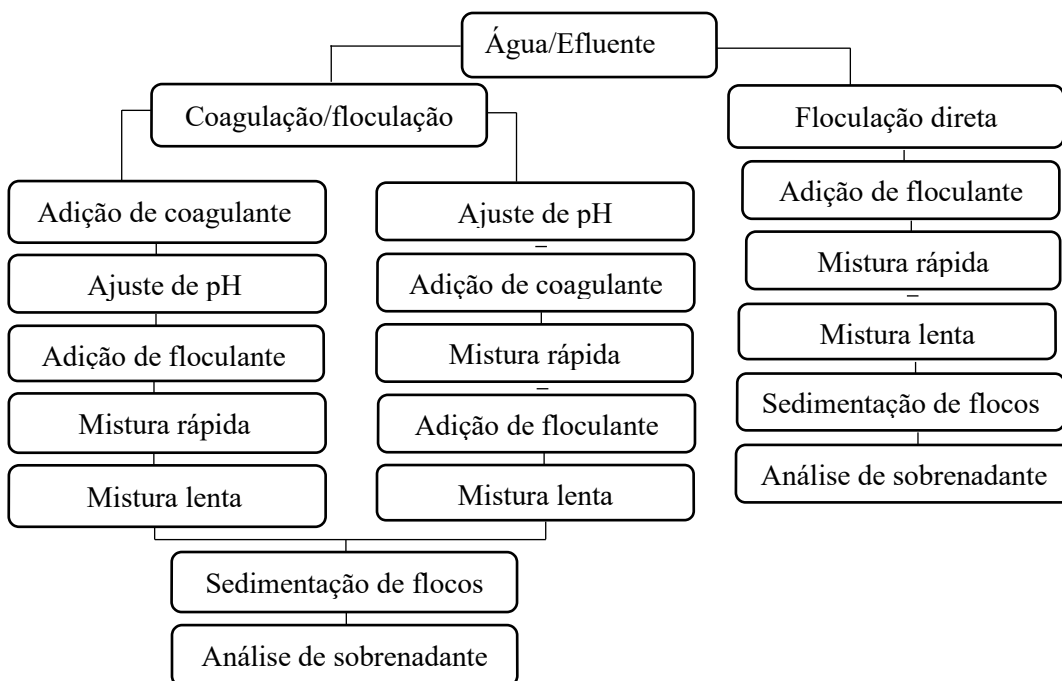 Água/Efluente
Coagulação/floculação
Adição de coagulante
Ajuste de pH
Adição de floculante
Mistura rápida
Mistura lenta
Ajuste de pH
Adição de coagulante
Mistura rápida
Adição de floculante
Mistura lenta
Sedimentação de flocos
Análise de sobrenadante
Floculação direta
Adição de floculante
Mistura rápida
Mistura lenta
Sedimentação de flocos
Análise de sobrenadante